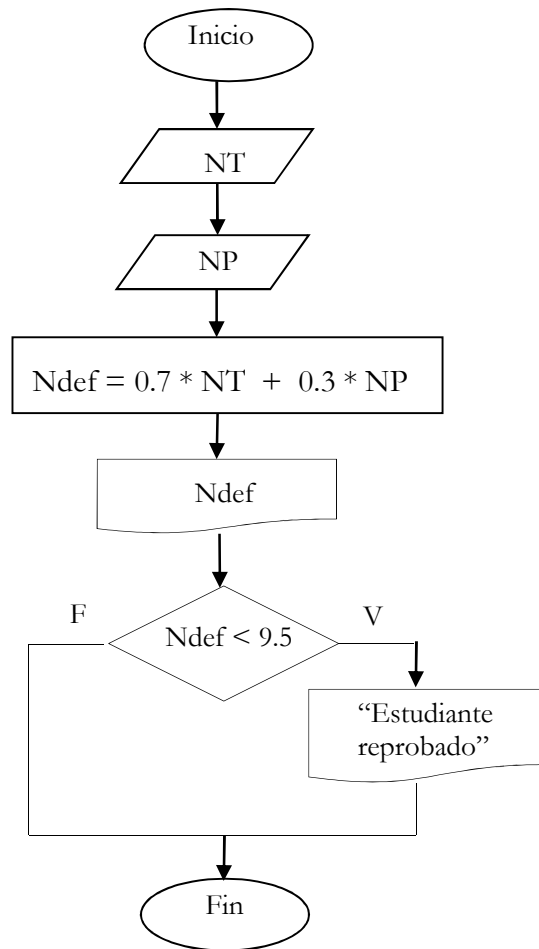 Inicio
NT
NP
Ndef = 0.7 * NT + 0.3 * NP
Ndef
F
V
Ndef < 9.5
“Estudiante
reprobado”
Fin